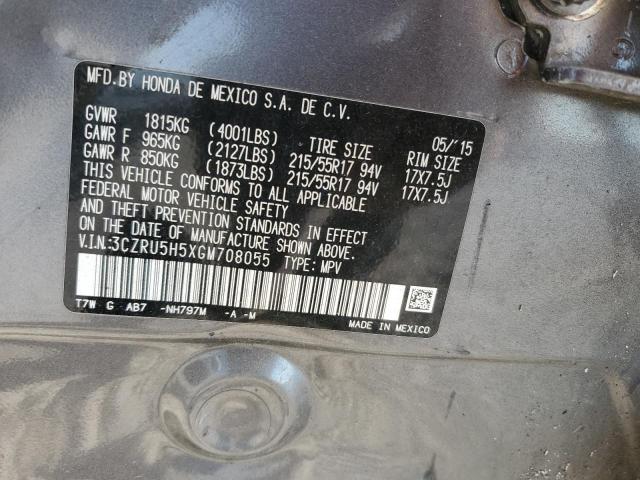 MFD. BY HONDA DE MEXICO S.A. DE C.V.
05/'15
GVWR 1815KG (4001LBS) TIRE SIZE RIM SIZE
GAWR F 965KG (2127LBS) 215/55R17 94V 17X7.5J
GAWR R 850KG (1873LBS) 215/55R17 94V 17X7.5J
THIS VEHICLE CONFORMS TO ALL APPLICABLE
FEDERAL MOTOR VEHICLE SAFETY
AND THEFT PREVENTION STANDARDS IN EFFECT
ON THE DATE OF MANUFACTURE SHOWN ABOVE.
V.I.N.:3CZRU5H5XGM708055 TYPE: MPV
T7W G AB7 -NH797M -A -M
MADE IN MEXICO